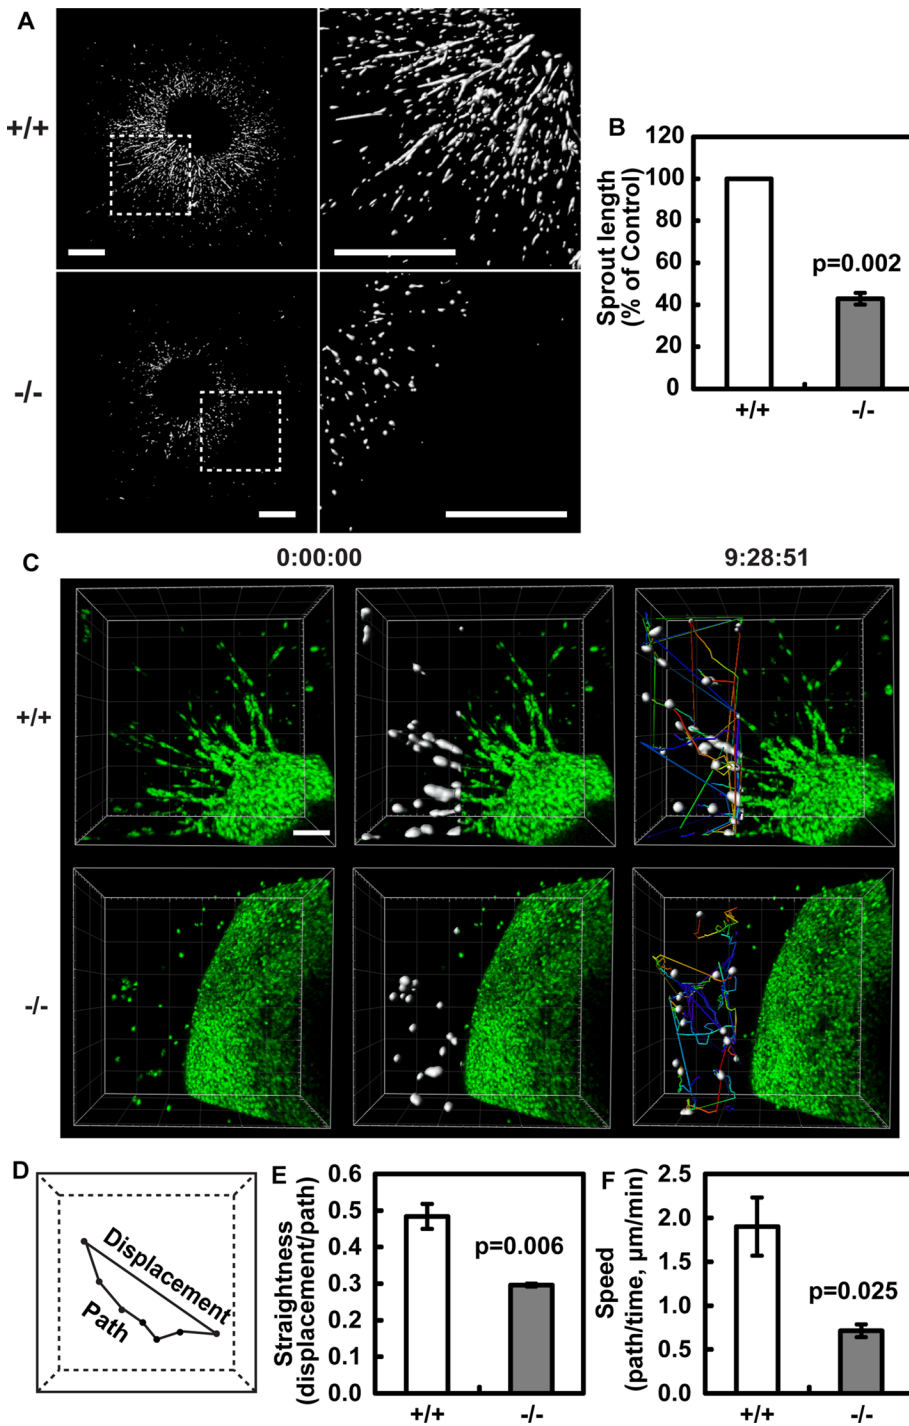 A
+/+
-/-
B
Sprout length
(% of Control)
120
100
80
60
40
20
0
p=0.002
+/+
-/-
C
0:00:00
9:28:51
+/+
-/-
D
Displacement
Path
E
Straightness
(displacement/path)
0.6
0.5
0.4
0.3
0.2
0.1
0.0
p=0.006
+/+
-/-
F
Speed
(path/time, µm/min)
2.5
2.0
1.5
1.0
0.5
0.0
p=0.025
+/+
-/-